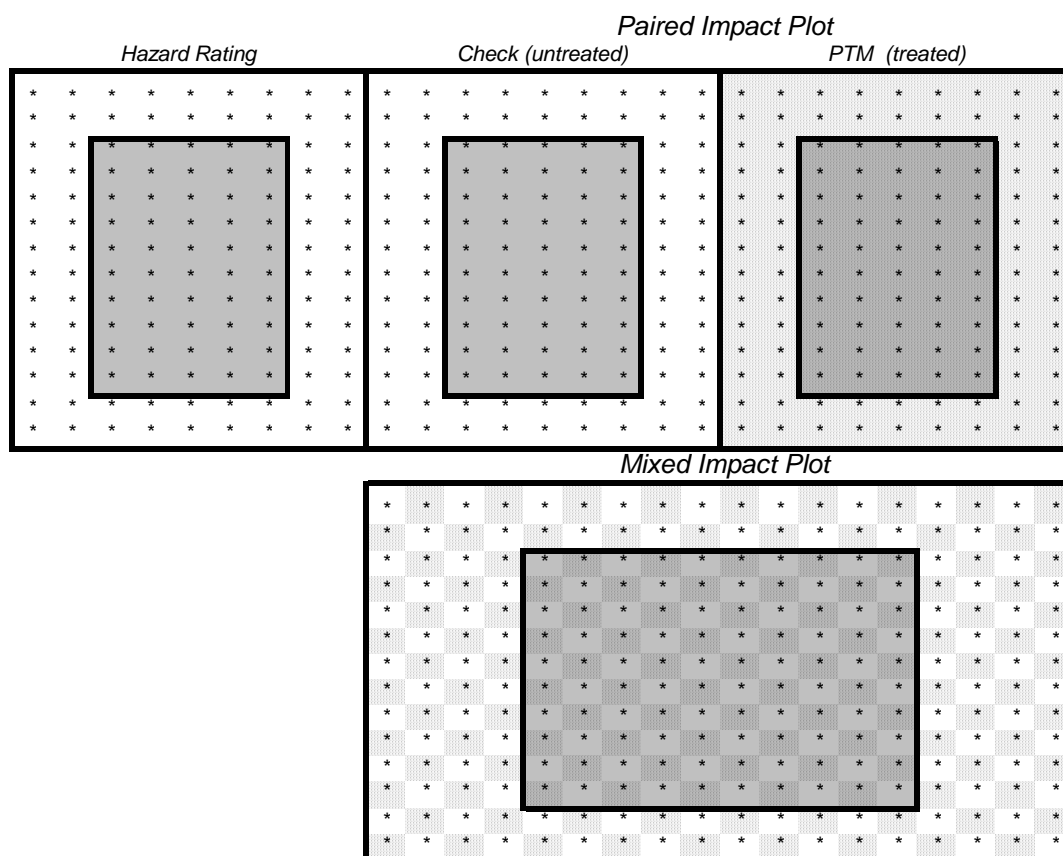 Paired Impact Plot
Hazard Rating
Check (untreated)
PTM (treated)
Mixed Impact Plot